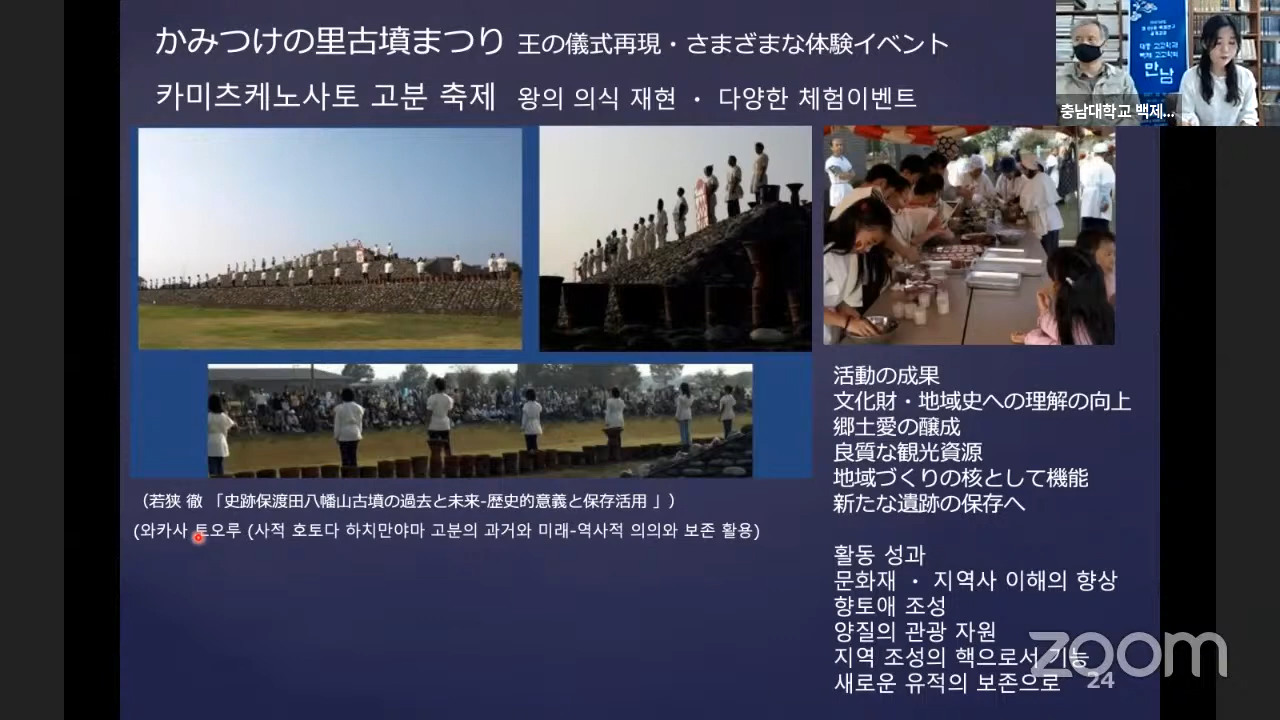 かみつけの里古墳まつり 王の儀式再現・さまざまな体験イベント
카미츠케노사토 고분 축제 왕의 의식 재현 ・ 다양한 체험이벤트
만남
충남대학교 백제...
活動の成果
文化財・地域史への理解の向上
郷土愛の醸成
良質な観光資源
地域づくりの核として機能
新たな遺跡の保存へ
（若狭 徹 「史跡保渡田八幡山古墳の過去と未来-歴史的意義と保存活用 」）
(와카사 토오루 (사적 호토다 하치만야마 고분의 과거와 미래-역사적 의의와 보존 활용)
활동 성과
문화재 ・ 지역사 이해의 향상
향토애 조성
양질의 관광 자원
지역 조성의 핵으로서 기능
새로운 유적의 보존으로
zoom
24